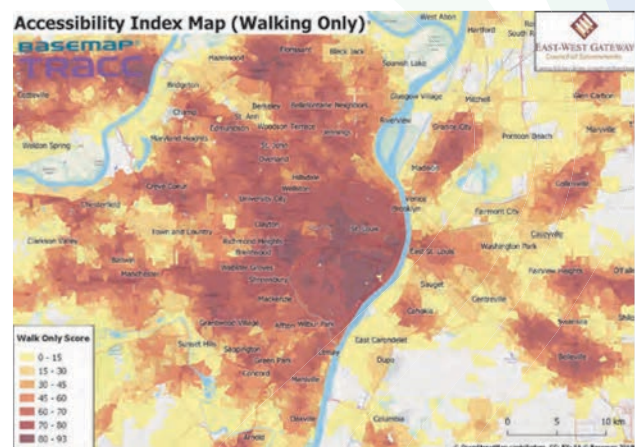 Accessibility Index Map (Walking Only)
BASEMAP
TRACC
EAST-WEST GATEWAY
Council of Governments
West Alton
Hartford
Florissant
Black Jack
Hazelwood
Spanish Lake
Bridgeton
Glasgow Village
Mitchell
Glen Carbon
Champ
Berkeley
Bellefontaine Neighbors
St. Ann
Riverview
Edmundson
Woodson Terrace
Jennings
Granite City
Pontoon Beach
Maryville
Maryland Heights
St. John
Weldon Spring
Overland
Madison
Hillsdale
Collinsville
Creve Coeur
Wellston
University City
Venice
Brooklyn
Chesterfield
Fairmont City
Clayton
St. Louis
Town and Country
Caseyville
Clarkson Valley
Richmond Heights
East St. Louis
Washington Park
Brentwood
Ballwin
Manchester
Webster Groves
Fairview Heights
Shrewsbury
Sauget
Mackenzie
Centreville
Cahokia
Grantwood Village
Wilbur Park
Swansea
Sunset Hills
Sappington
East Carondelet
Belleville
Green Park
Lemay
Dupo
Concord
Mehlville
Oakville
Columbia
Arnold
Walk Only Score
0 - 15
15 - 30
30 - 45
45 - 60
60 - 70
70 - 80
80 - 93
0 5 10 km